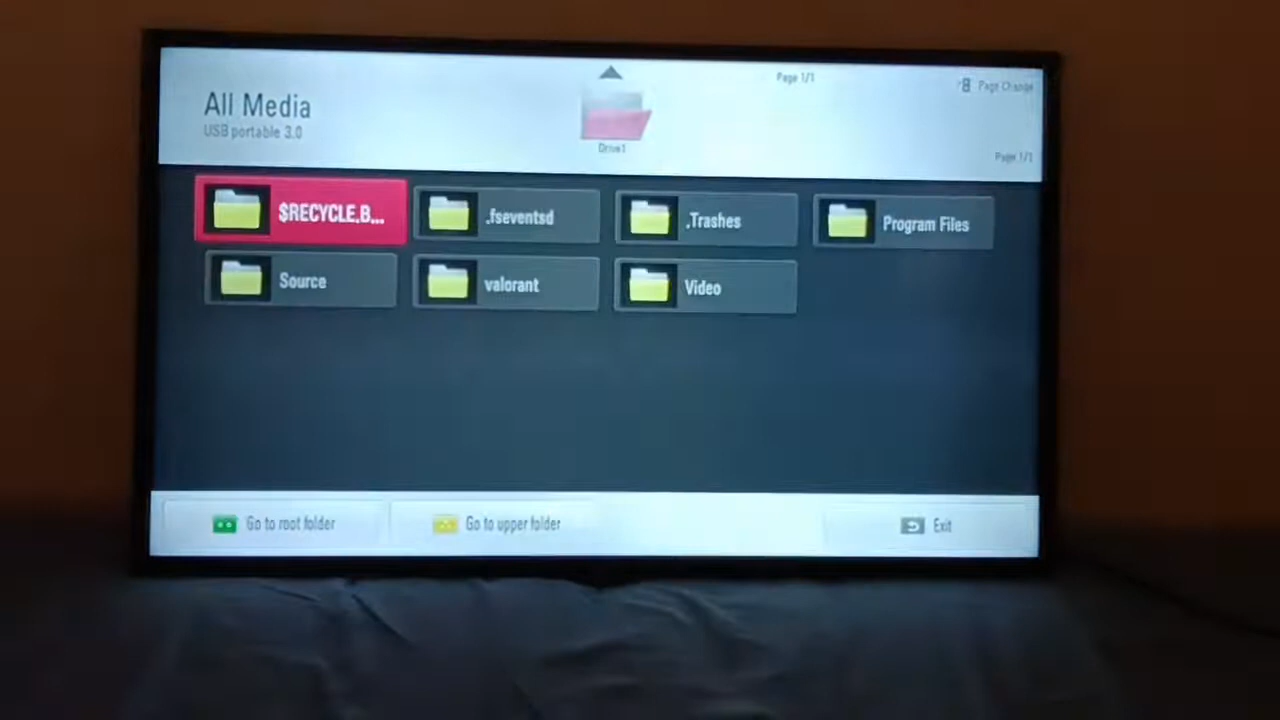 All Media
USB portable 3.0
Drive1
Page 1/1
Page Change
Page 1/1
$RECYCLE.B...
.fseventsd
.Trashes
Program Files
Source
valorant
Video
Go to root folder
Go to upper folder
Exit